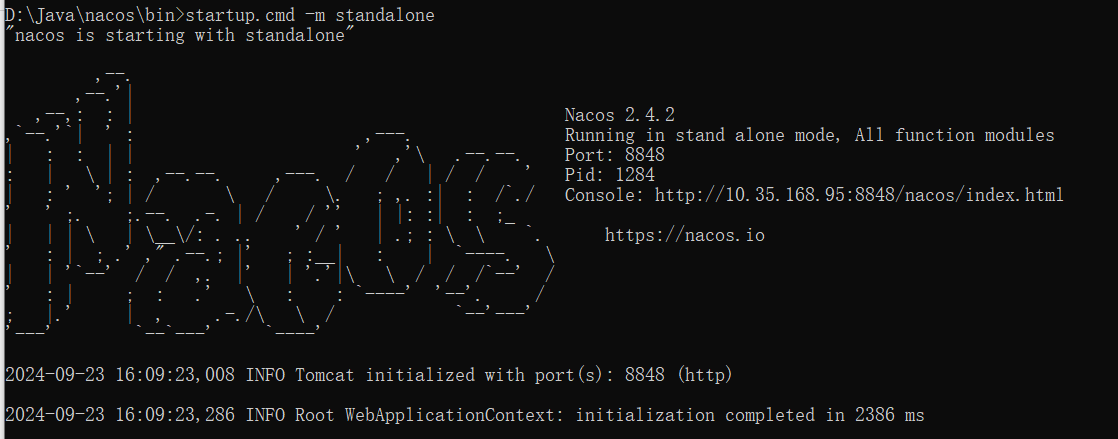 D:\Java\nacos\bin>startup.cmd -m standalone
"nacos is starting with standalone"
Nacos 2.4.2
Running in stand alone mode, All function modules
Port: 8848
Pid: 1284
Console: http://10.35.168.95:8848/nacos/index.html
https://nacos.io
2024-09-23 16:09:23,008 INFO Tomcat initialized with port(s): 8848 (http)
2024-09-23 16:09:23,286 INFO Root WebApplicationContext: initialization completed in 2386 ms